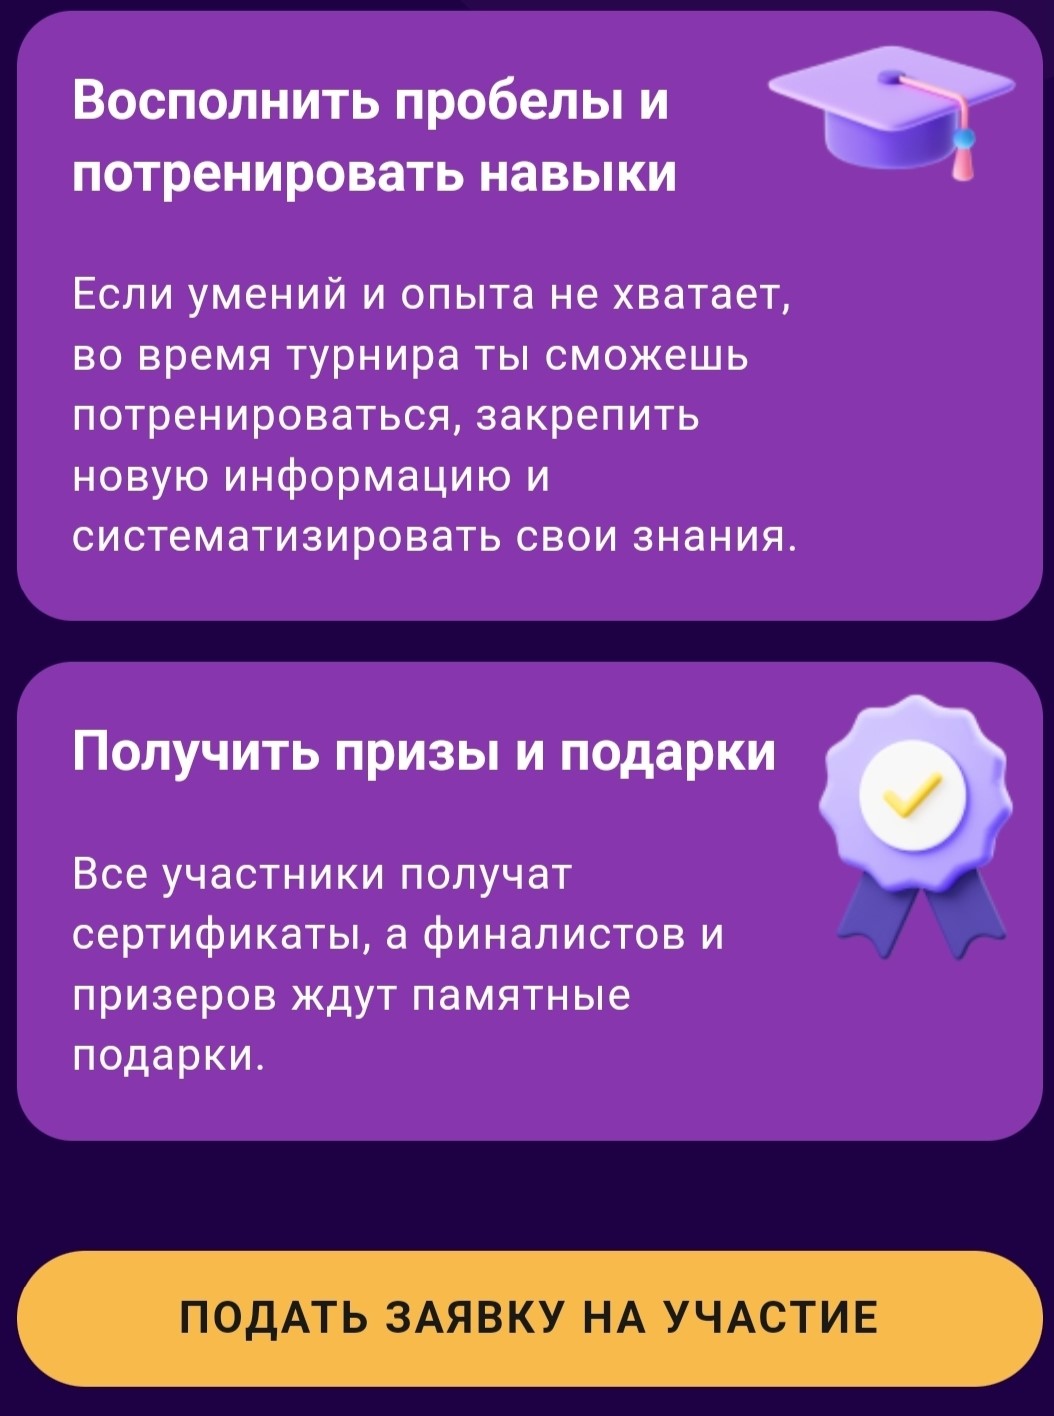 Восполнить пробелы и
потренировать навыки
Если умений и опыта не хватает,
во время турнира ты сможешь
потренироваться, закрепить
новую информацию и
систематизировать свои знания.
Получить призы и подарки
Все участники получат
сертификаты, а финалистов и
призеров ждут памятные
подарки.
ПОДАТЬ ЗАЯВКУ НА УЧАСТИЕ